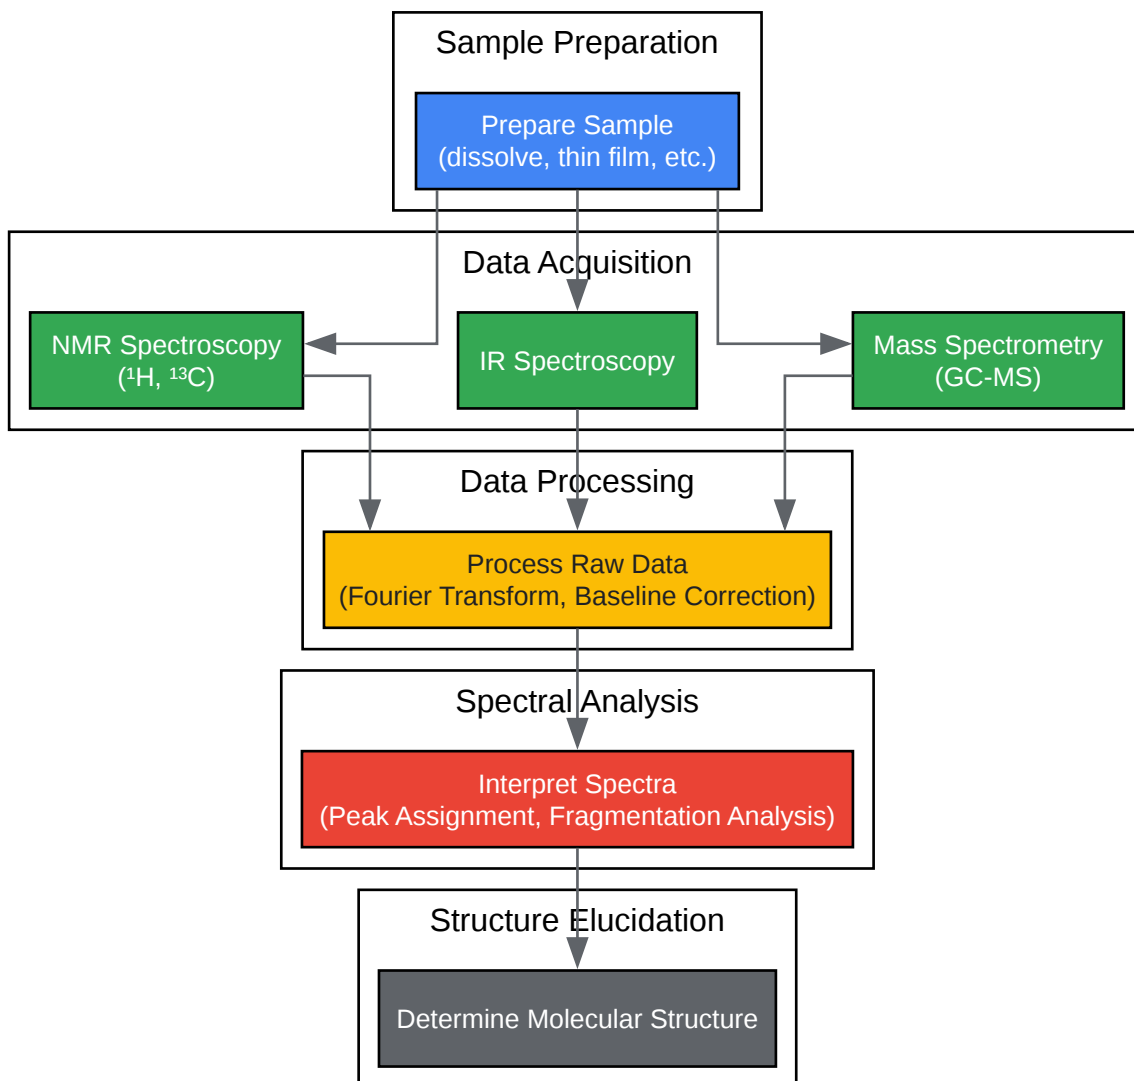 Sample Preparation
Prepare Sample
(dissolve, thin film, etc.)
Data Acquisition
NMR Spectroscopy
(¹H, ¹³C)
IR Spectroscopy
Mass Spectrometry
(GC-MS)
Data Processing
Process Raw Data
(Fourier Transform, Baseline Correction)
Spectral Analysis
Interpret Spectra
(Peak Assignment, Fragmentation Analysis)
Structure Elucidation
Determine Molecular Structure